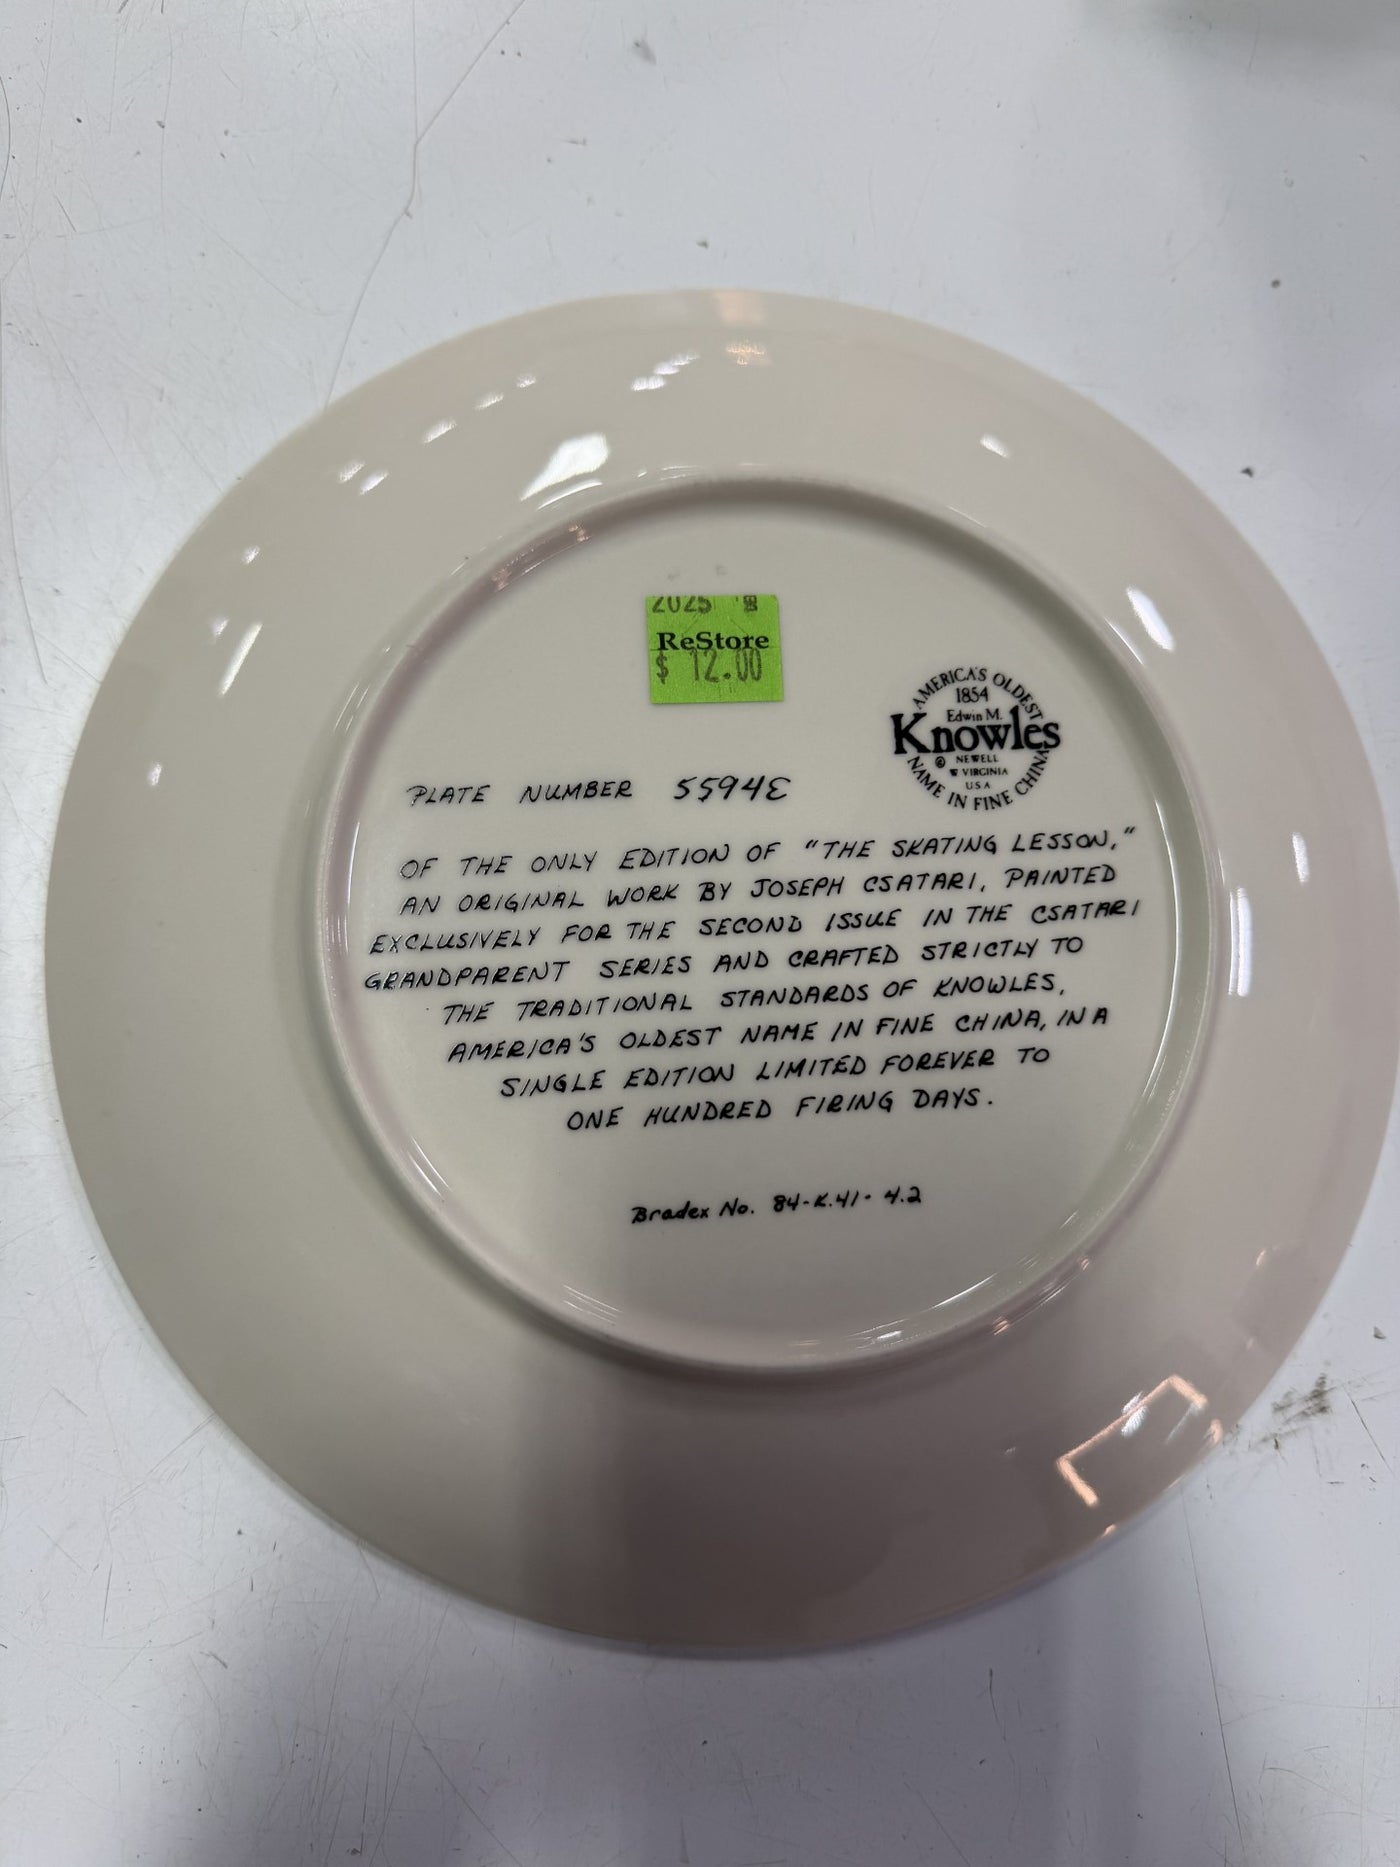 2025
ReStore
$ 12.00
AMERICA'S OLDEST
1854
Edwin M.
Knowles
© NEWELL
W VIRGINIA
U.S.A
NAME IN FINE CHINA
PLATE NUMBER 5594E
OF THE ONLY EDITION OF "THE SKATING LESSON,"
AN ORIGINAL WORK BY JOSEPH CSATARI, PAINTED
EXCLUSIVELY FOR THE SECOND ISSUE IN THE CSATARI
GRANDPARENT SERIES AND CRAFTED STRICTLY TO
THE TRADITIONAL STANDARDS OF KNOWLES,
AMERICA'S OLDEST NAME IN FINE CHINA, IN A
SINGLE EDITION LIMITED FOREVER TO
ONE HUNDRED FIRING DAYS.
Bradex No. 84-K.41-4.2